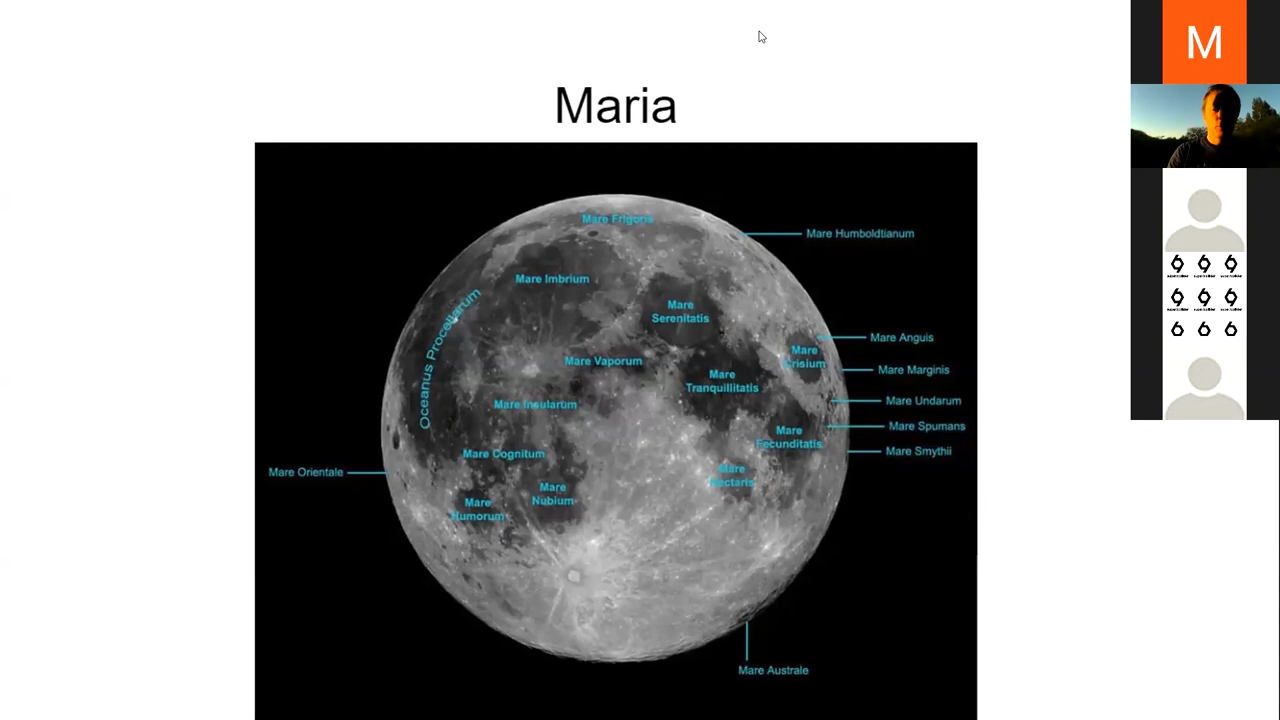 M
Maria
Mare Frigoris
Mare Humboldtianum
Mare Imbrium
Mare
Serenitatis
Oceanus Procellarum
Mare Anguis
Mare
Crisium
Mare Vaporum
Mare Marginis
Mare
Tranquillitatis
Mare Undarum
Mare Insularum
Mare Spumans
Mare
Fecunditatis
Mare Smythii
Mare Cognitum
Mare Orientale
Mare
Nectaris
Mare
Nubium
Mare
Humorum
Mare Australe